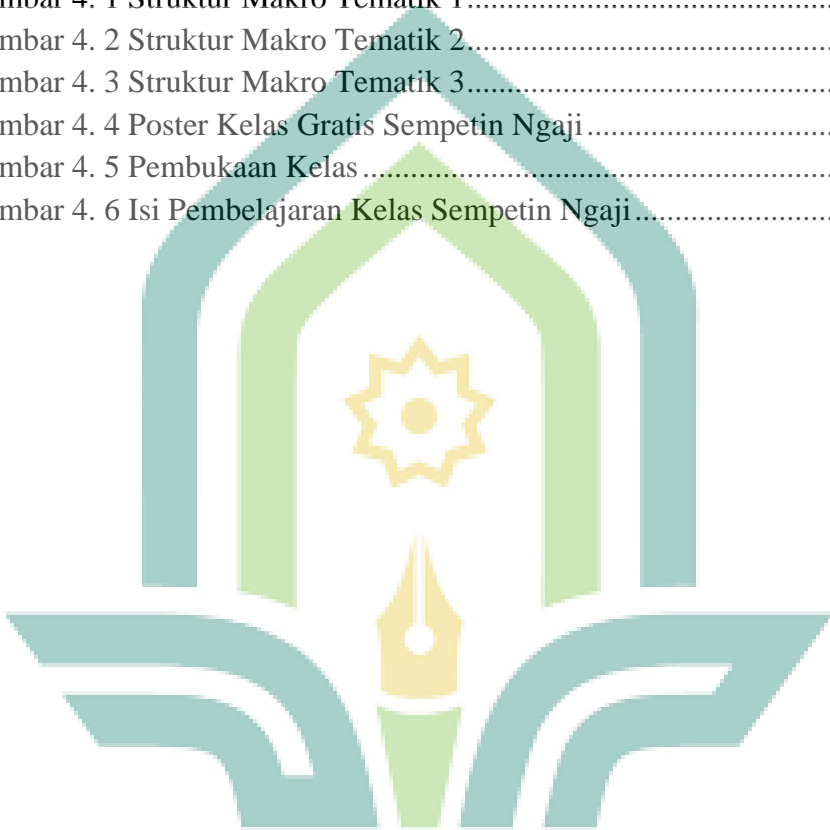 mbar 4. 1 Struktur Makro Tematik 1
mbar 4. 2 Struktur Makro Tematik 2
mbar 4. 3 Struktur Makro Tematik 3
mbar 4. 4 Poster Kelas Gratis Sempetin Ngaji
mbar 4. 5 Pembukaan Kelas
mbar 4. 6 Isi Pembelajaran Kelas Sempetin Ngaji